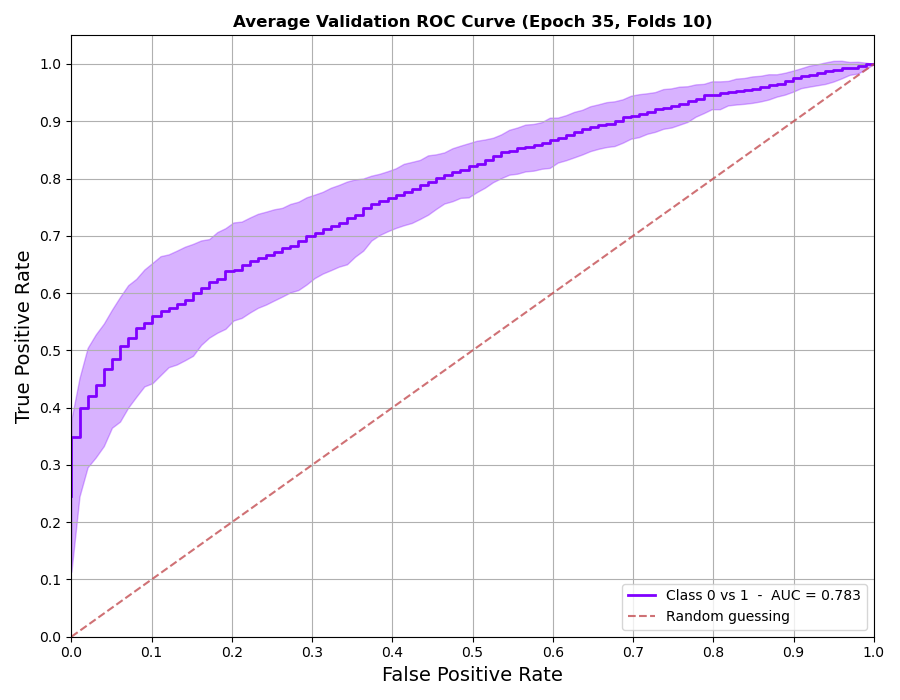 Average Validation ROC Curve (Epoch 35, Folds 10)
True Positive Rate
1.0
0.9
0.8
0.7
0.6
0.5
0.4
0.3
0.2
0.1
0.0
Class 0 vs 1 - AUC = 0.783
Random guessing
0.0 0.1 0.2 0.3 0.4 0.5 0.6 0.7 0.8 0.9 1.0
False Positive Rate